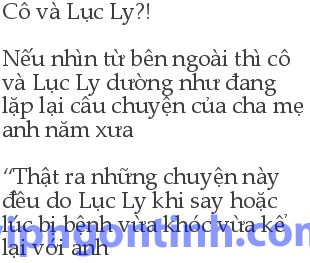 Cô và Lục Ly?!
Nếu nhìn từ bên ngoài thì cô
và Lục Ly dường như đang
lặp lại câu chuyện của cha mẹ
anh năm xưa
“Thật ra những chuyện này
đều do Lục Ly khi say hoặc
lúc bị bệnh vừa khóc vừa kể
lại với anh
vipngontinh.com